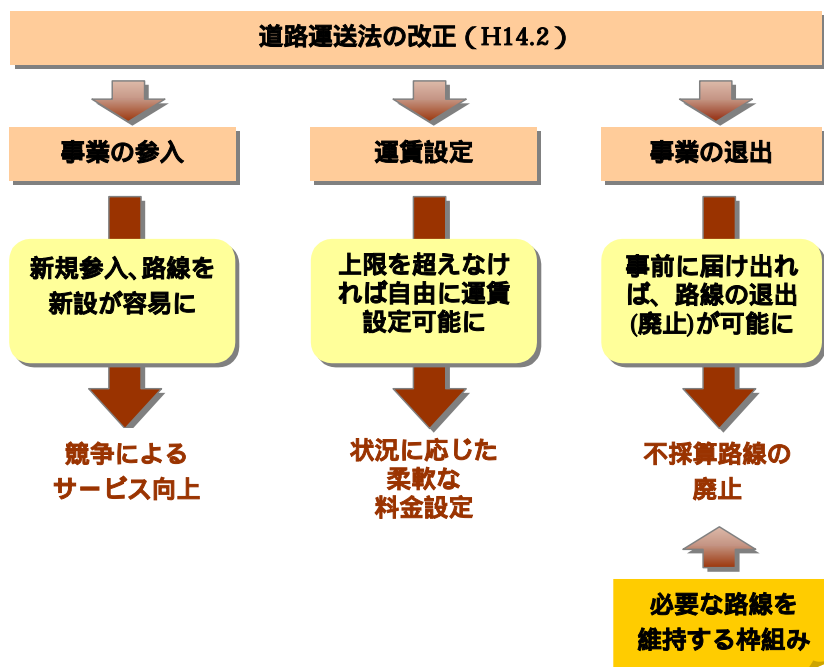 道路運送法の改正(H14.2)
事業の参入
運賃設定
事業の退出
新規参入、路線を
新設が容易に
上限を超えなけ
れば自由に運賃
設定可能に
事前に届け出れ
ば、路線の退出
(廃止)が可能に
競争による
サービス向上
状況に応じた
柔軟な
料金設定
不採算路線の
廃止
必要な路線を
維持する枠組み